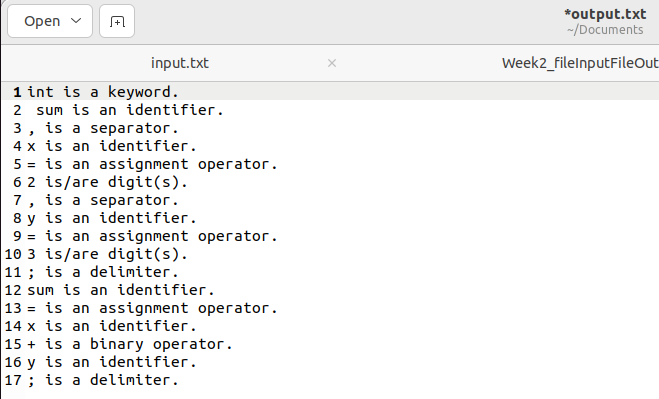 Open
*output.txt
~/Documents
input.txt ×
Week2_fileInputFileOut
1 int is a keyword.
2  sum is an identifier.
3 , is a separator.
4 x is an identifier.
5 = is an assignment operator.
6 2 is/are digit(s).
7 , is a separator.
8 y is an identifier.
9 = is an assignment operator.
10 3 is/are digit(s).
11 ; is a delimiter.
12 sum is an identifier.
13 = is an assignment operator.
14 x is an identifier.
15 + is a binary operator.
16 y is an identifier.
17 ; is a delimiter.